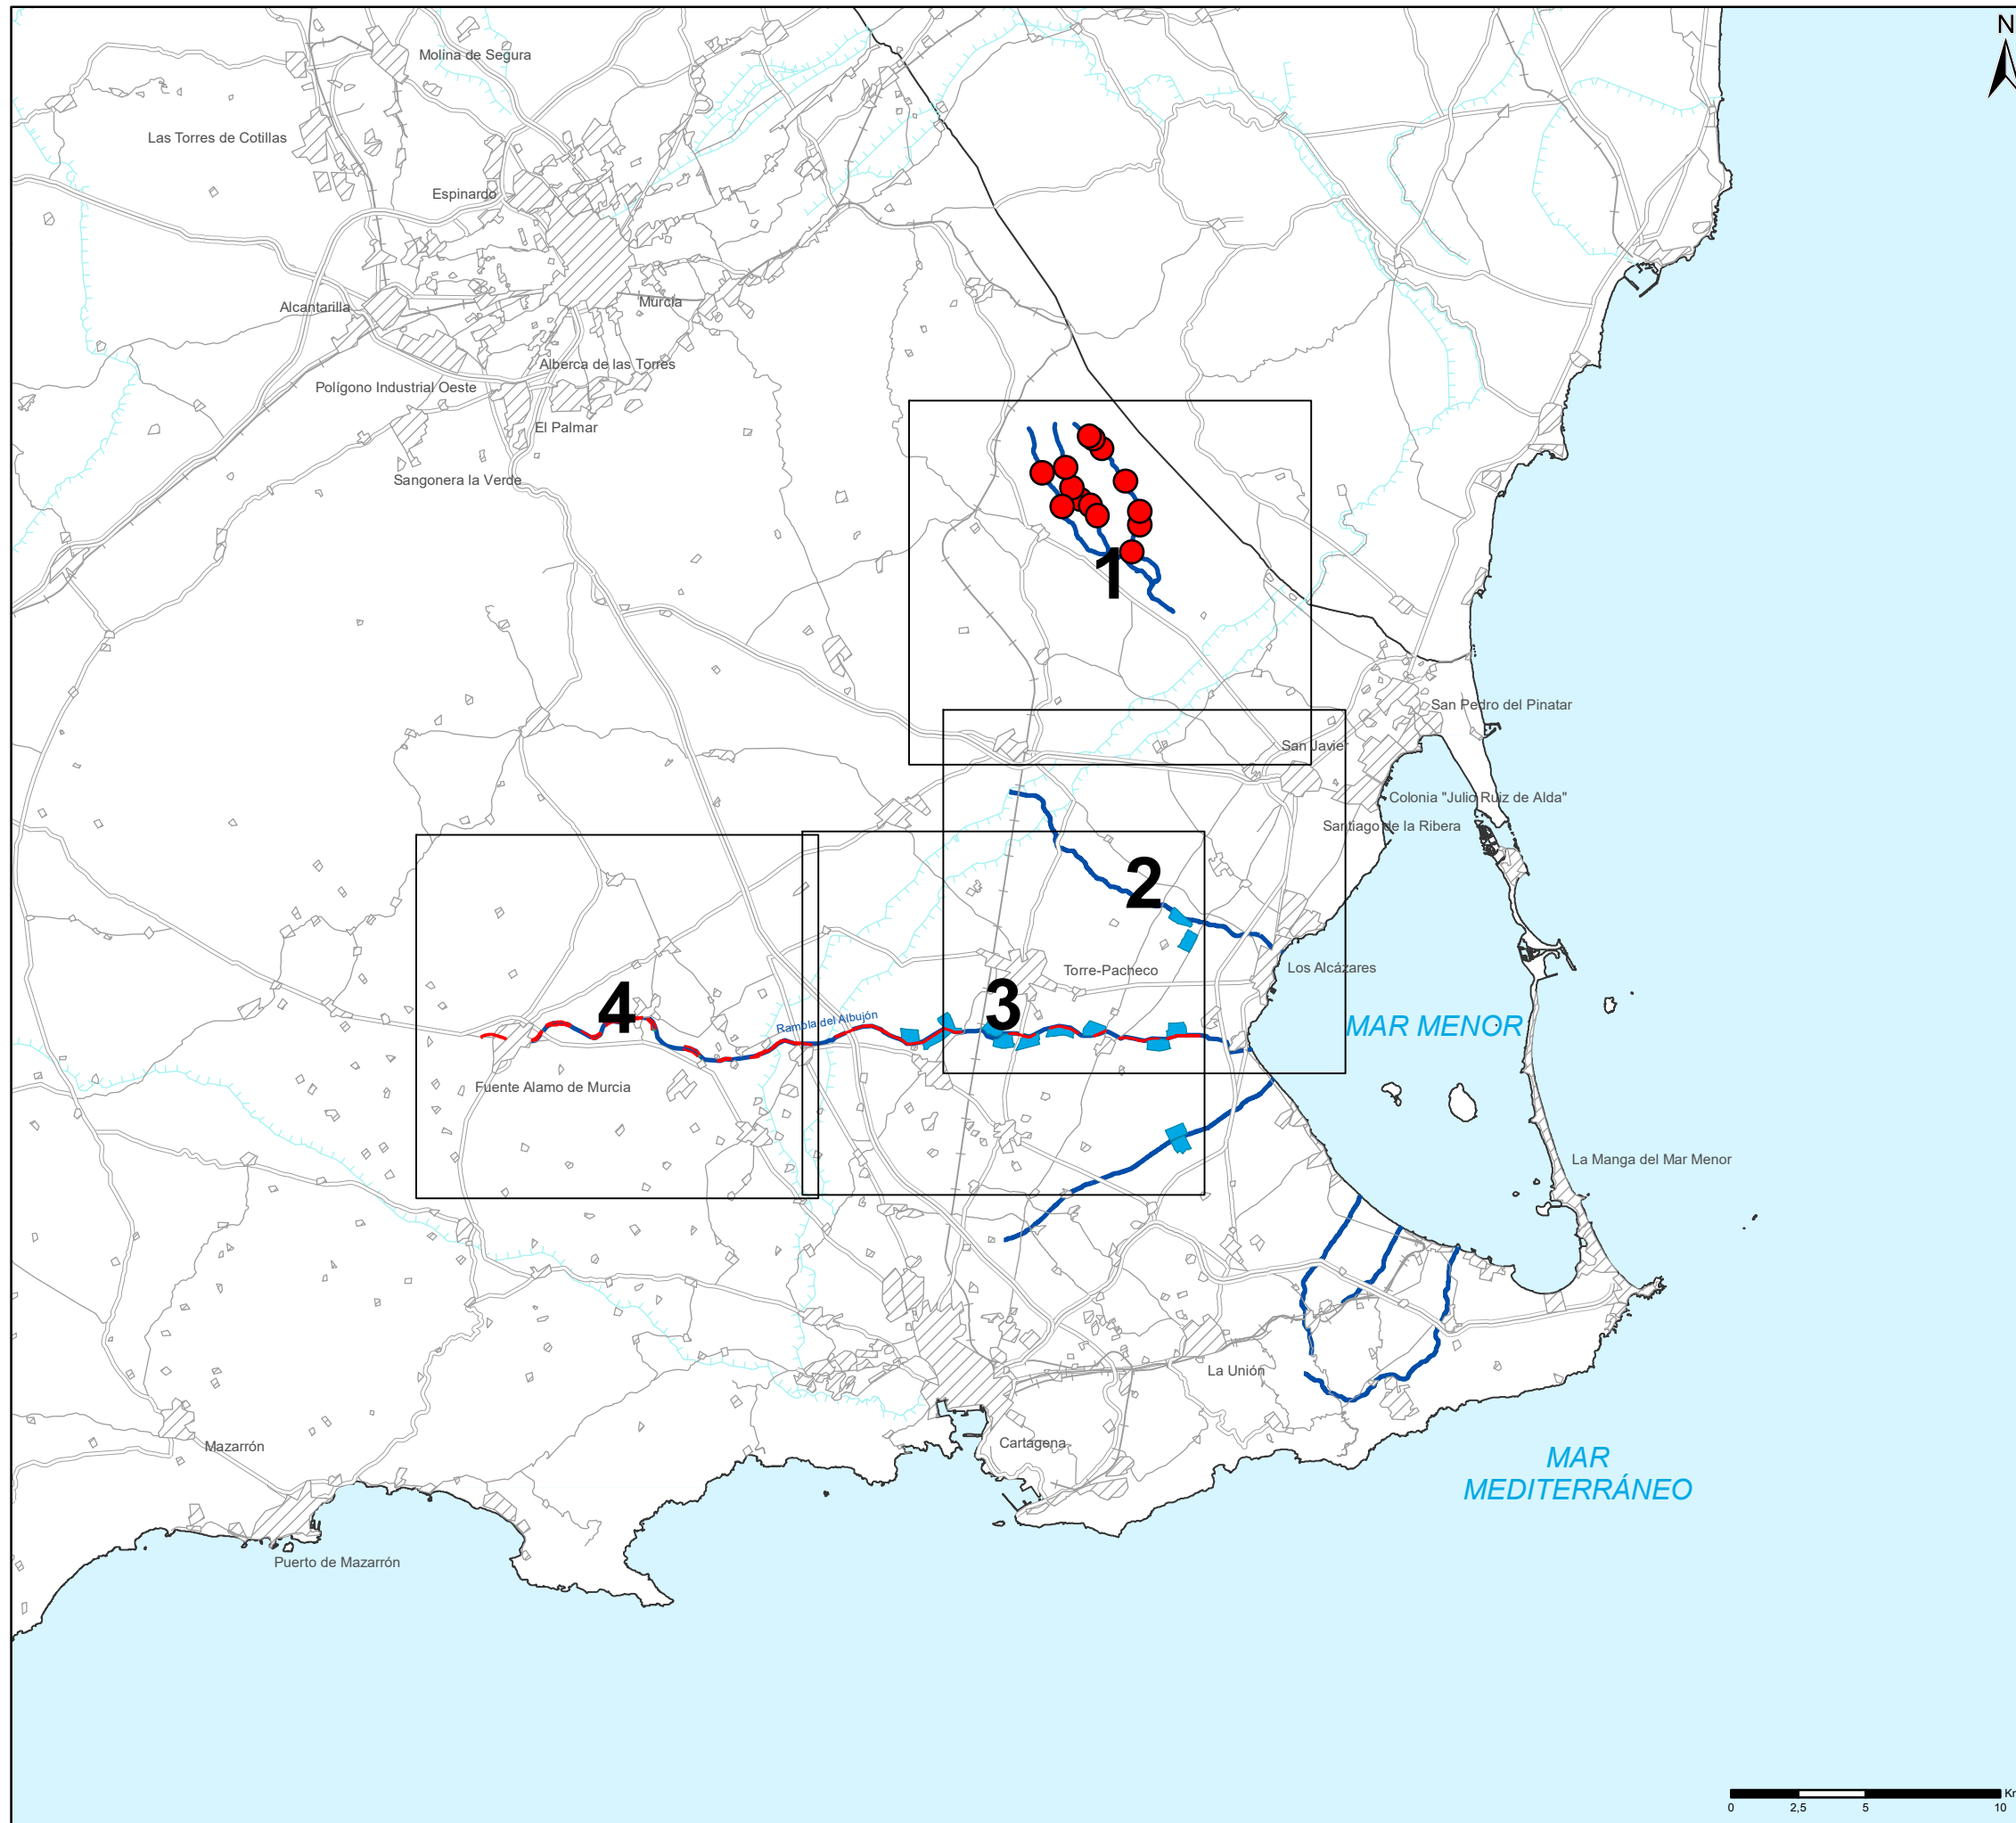 N
Molina de Segura
Las Torres de Cotillas
Espinardo
Alcantarilla
Murcia
Alberca de las Torres
Polígono Industrial Oeste
El Palmar
Sangonera la Verde
1
San Pedro del Pinatar
San Javier
Colonia "Julio Ruiz de Alda"
Santiago de la Ribera
2
Los Alcázares
Torre-Pacheco
3
4
Rambla del Albujón
MAR MENOR
Fuente Alamo de Murcia
La Manga del Mar Menor
La Unión
Cartagena
Mazarrón
MAR
MEDITERRÁNEO
Puerto de Mazarrón
0 2,5 5 10